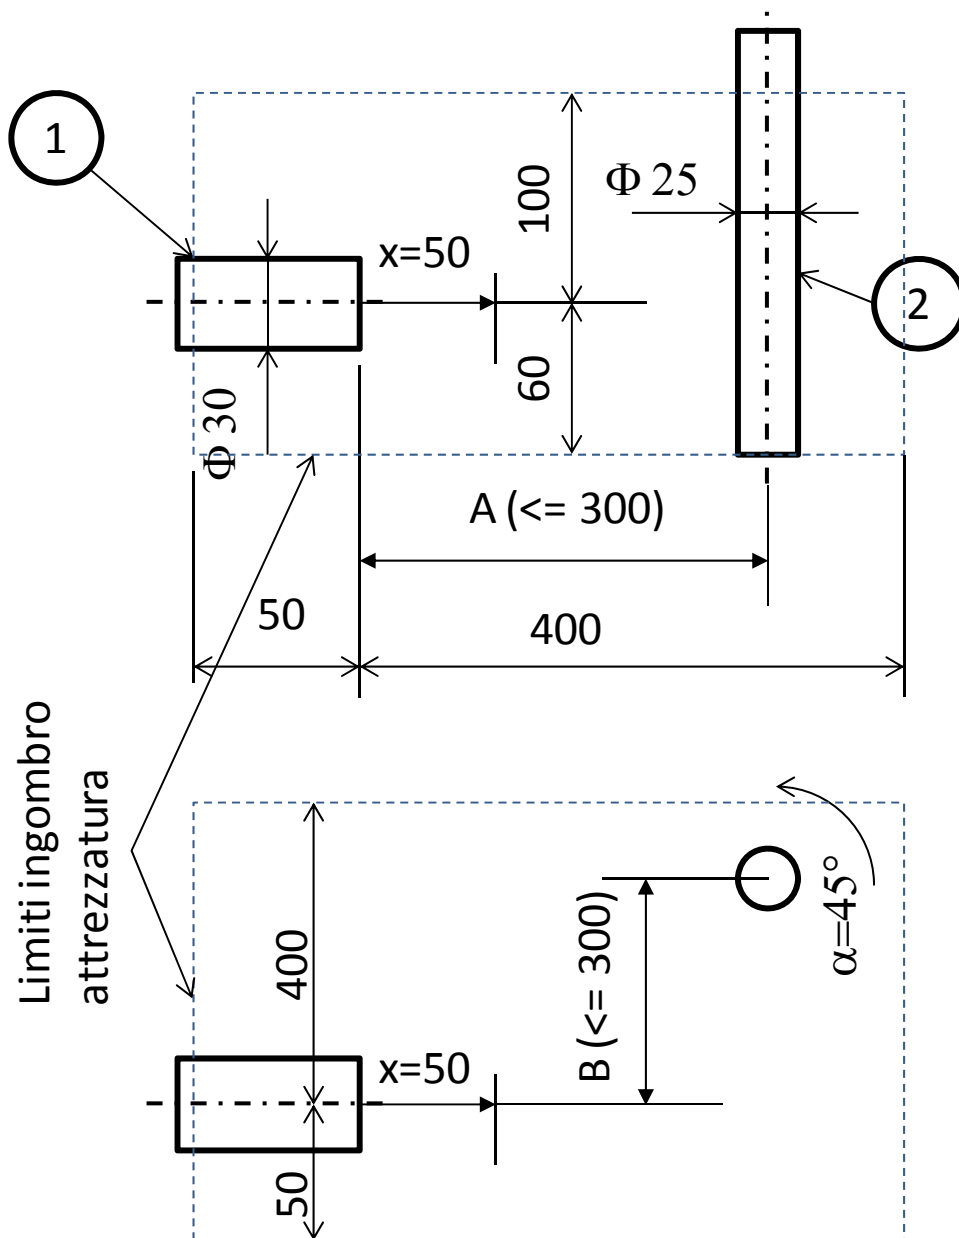 1
100
Φ 25
x=50
2
60
Φ 30
A (<= 300)
50
400
Limiti ingombro
attrezzatura
400
B (<= 300)
α=45°
x=50
50